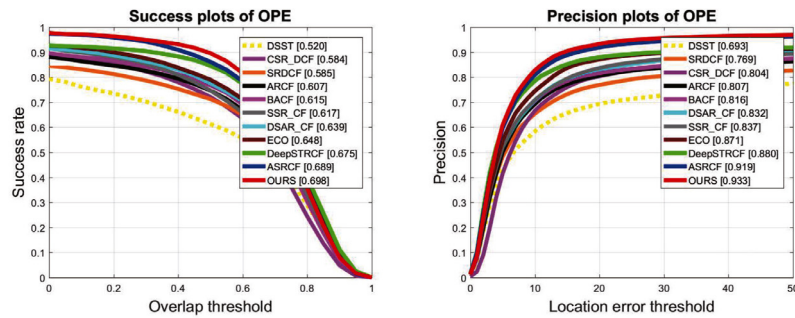 Success plots of OPE
1
0.9
0.8
0.7
0.6
0.5
0.4
0.3
0.2
0.1
0
Success rate
DSST [0.520]
CSR_DCF [0.584]
SRDCF [0.585]
ARCF [0.607]
BACF [0.615]
SSR_CF [0.617]
DSAR_CF [0.639]
ECO [0.648]
DeepSTRCF [0.675]
ASRCF [0.689]
OURS [0.698]
0 0.2 0.4 0.6 0.8 1
Overlap threshold
Precision plots of OPE
1
0.9
0.8
0.7
0.6
0.5
0.4
0.3
0.2
0.1
0
Precision
DSST [0.693]
SRDCF [0.769]
CSR_DCF [0.804]
ARCF [0.807]
BACF [0.816]
DSAR_CF [0.832]
SSR_CF [0.837]
ECO [0.871]
DeepSTRCF [0.880]
ASRCF [0.919]
OURS [0.933]
0 10 20 30 40 50
Location error threshold